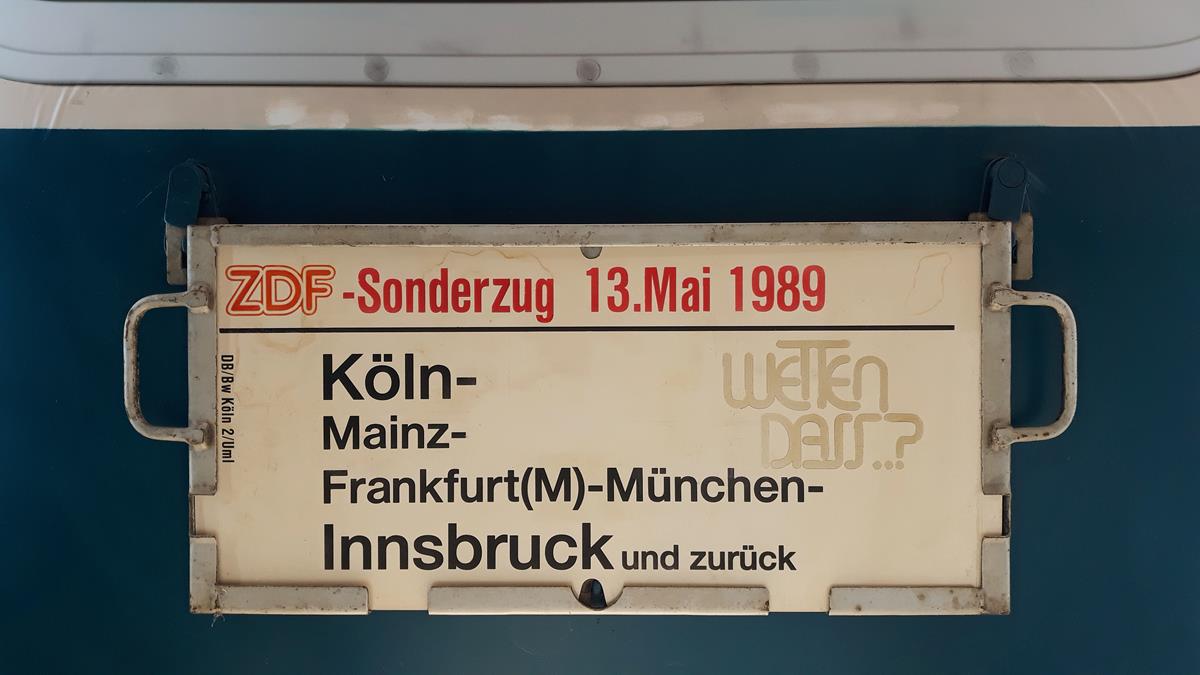 ZDF-Sonderzug 13.Mai 1989
DB/Bw Köln 2/Uml
Köln-
Mainz-
Frankfurt(M)-München-
Innsbruck und zurück
WETTEN
DASS..?